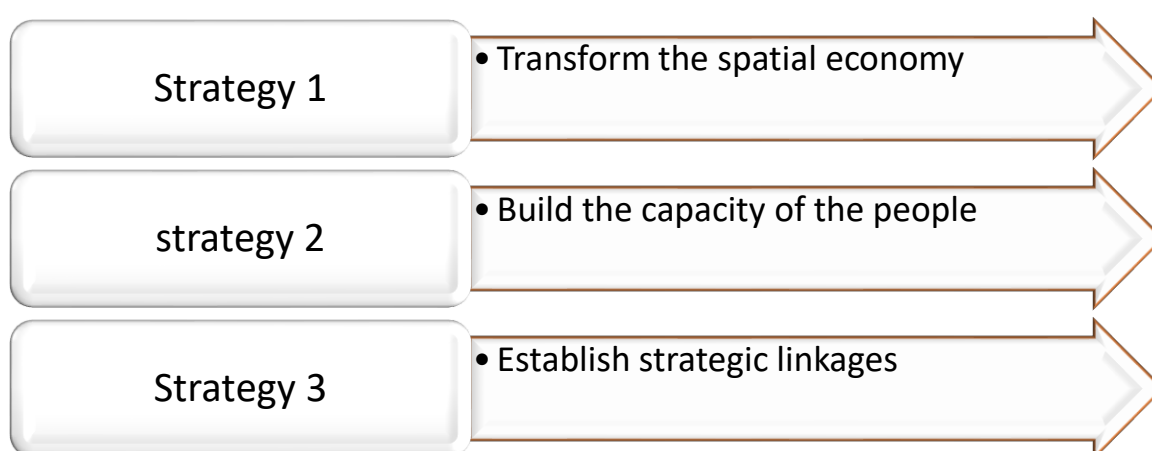 Strategy 1
• Transform the spatial economy
strategy 2
• Build the capacity of the people
Strategy 3
• Establish strategic linkages